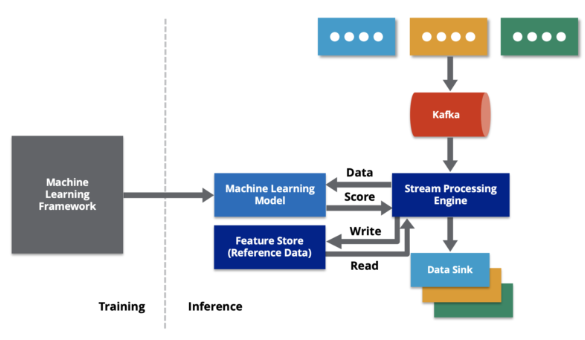 Kafka
Machine
Learning
Framework
Data
Machine Learning
Model
Score
Stream Processing
Engine
Write
Feature Store
(Reference Data)
Read
Data Sink
Training
Inference